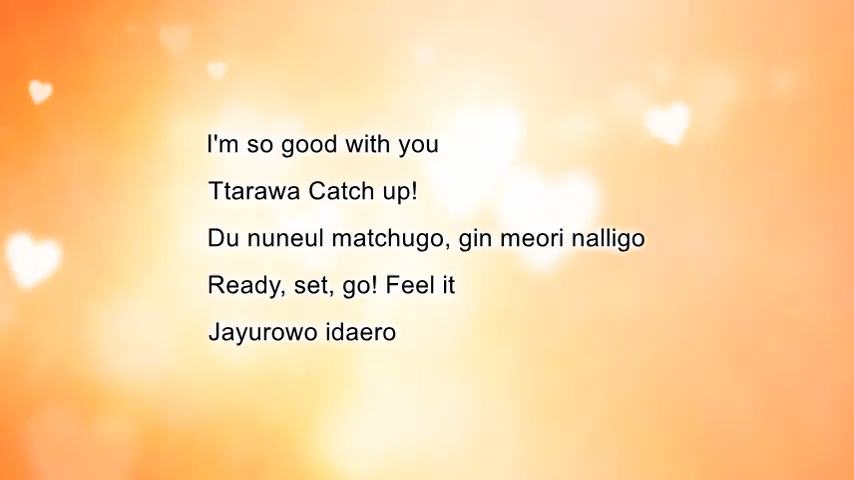 I'm so good with you
Ttarawa Catch up!
Du nuneul matchugo, gin meori nalligo
Ready, set, go! Feel it
Jayurowo idaero